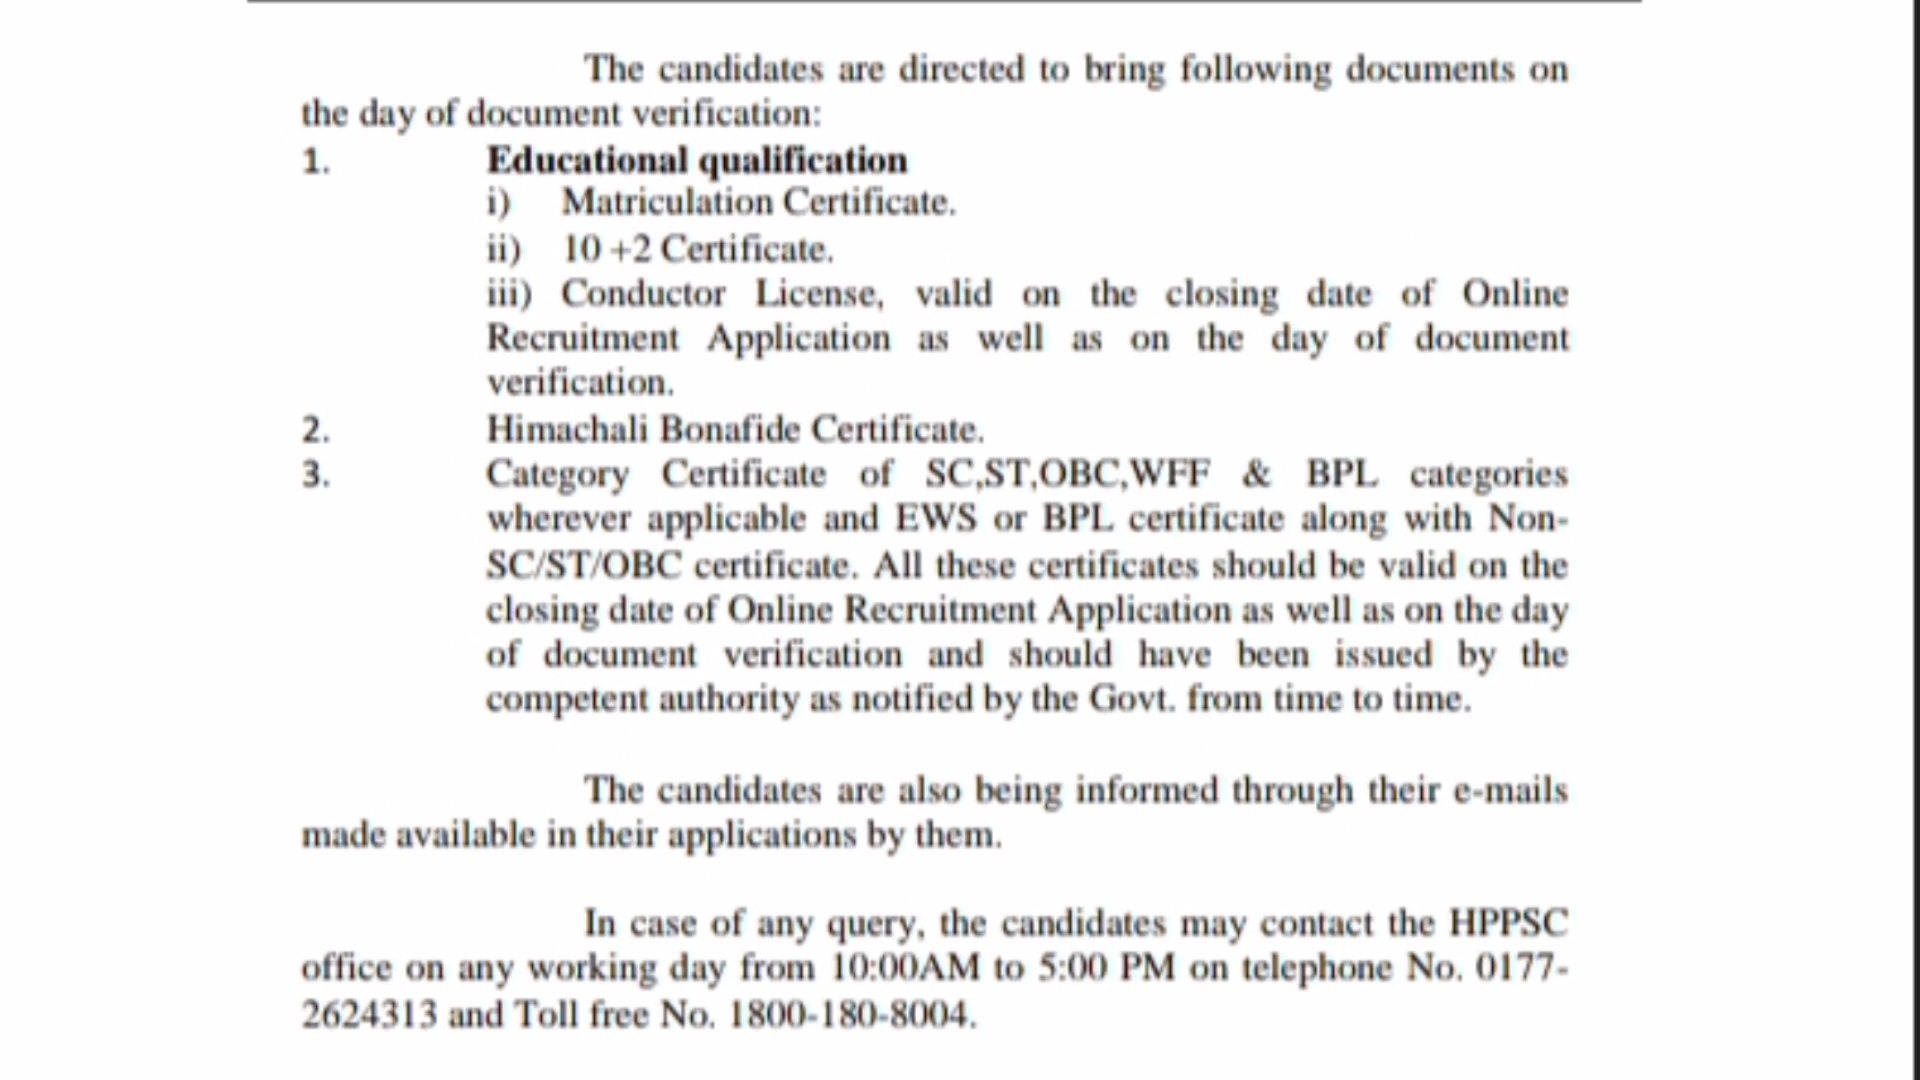 The candidates are directed to bring following documents on
the day of document verification:
1. Educational qualification
i) Matriculation Certificate.
ii) 10 +2 Certificate.
iii) Conductor License, valid on the closing date of Online
Recruitment Application as well as on the day of document
verification.
2. Himachali Bonafide Certificate.
3. Category Certificate of SC,ST,OBC,WFF & BPL categories
wherever applicable and EWS or BPL certificate along with Non-
SC/ST/OBC certificate. All these certificates should be valid on the
closing date of Online Recruitment Application as well as on the day
of document verification and should have been issued by the
competent authority as notified by the Govt. from time to time.
The candidates are also being informed through their e-mails
made available in their applications by them.
In case of any query, the candidates may contact the HPPSC
office on any working day from 10:00AM to 5:00 PM on telephone No. 0177-
2624313 and Toll free No. 1800-180-8004.